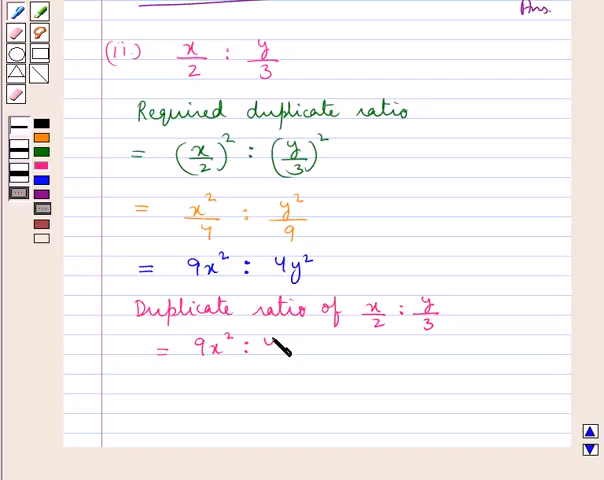 Ans.
(ii.) x/2 : y/3
Required duplicate ratio
= (x/2)² : (y/3)²
= x²/4 : y²/9
= 9x² : 4y²
Duplicate ratio of x/2 : y/3
= 9x² : 4